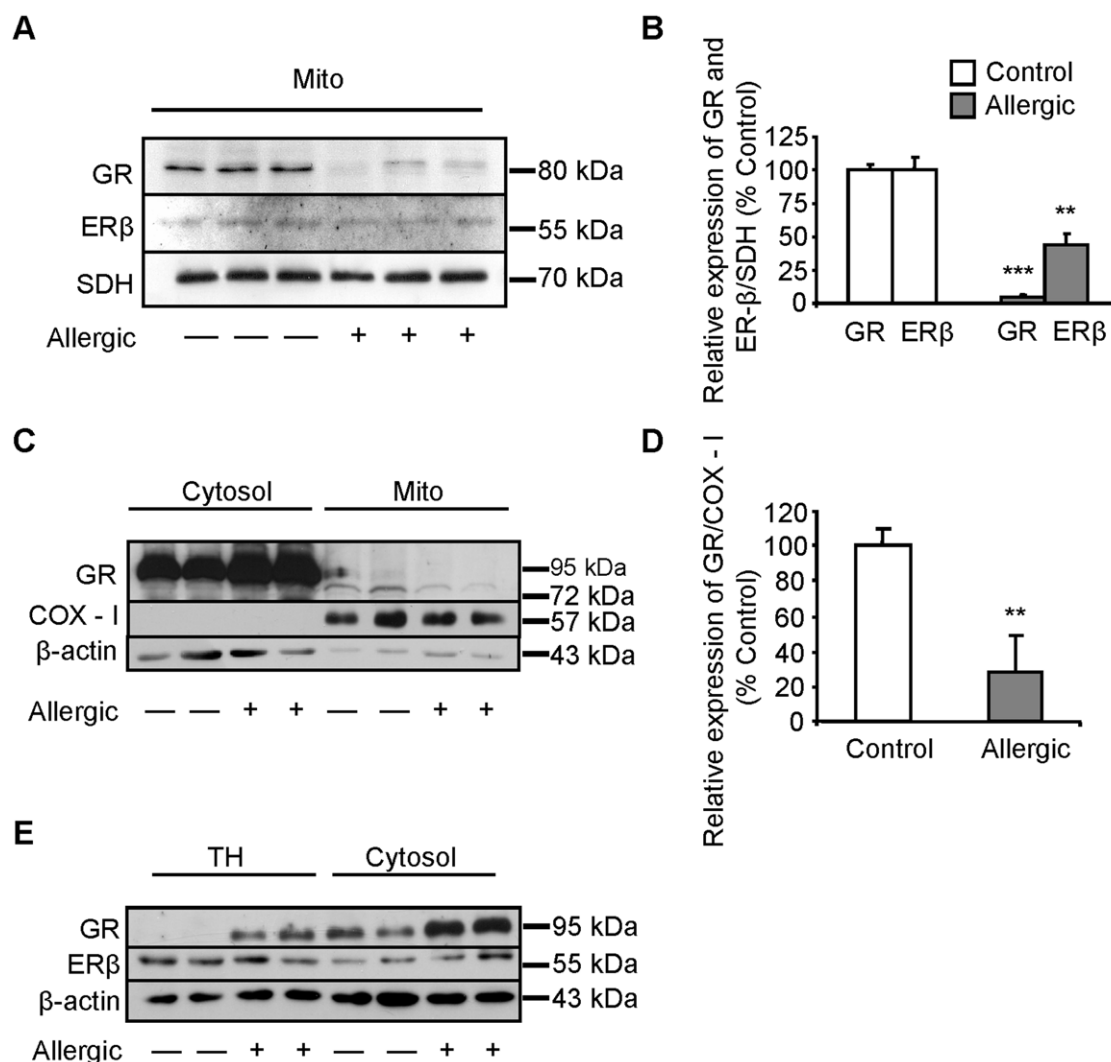 A
Mito
GR
80 kDa
ERβ
55 kDa
SDH
70 kDa
Allergic — — — + + +
B
Relative expression of GR and
ER-β/SDH (% Control)
Control
Allergic
125
100
75
50
25
0
***
**
GR ERβ GR ERβ
C
Cytosol Mito
GR
95 kDa
72 kDa
COX - I
57 kDa
β-actin
43 kDa
Allergic — — + + — — + +
D
Relative expression of GR/COX - I
(% Control)
120
100
80
60
40
20
0
**
Control Allergic
E
TH Cytosol
GR
95 kDa
ERβ
55 kDa
β-actin
43 kDa
Allergic — — + + — — + +